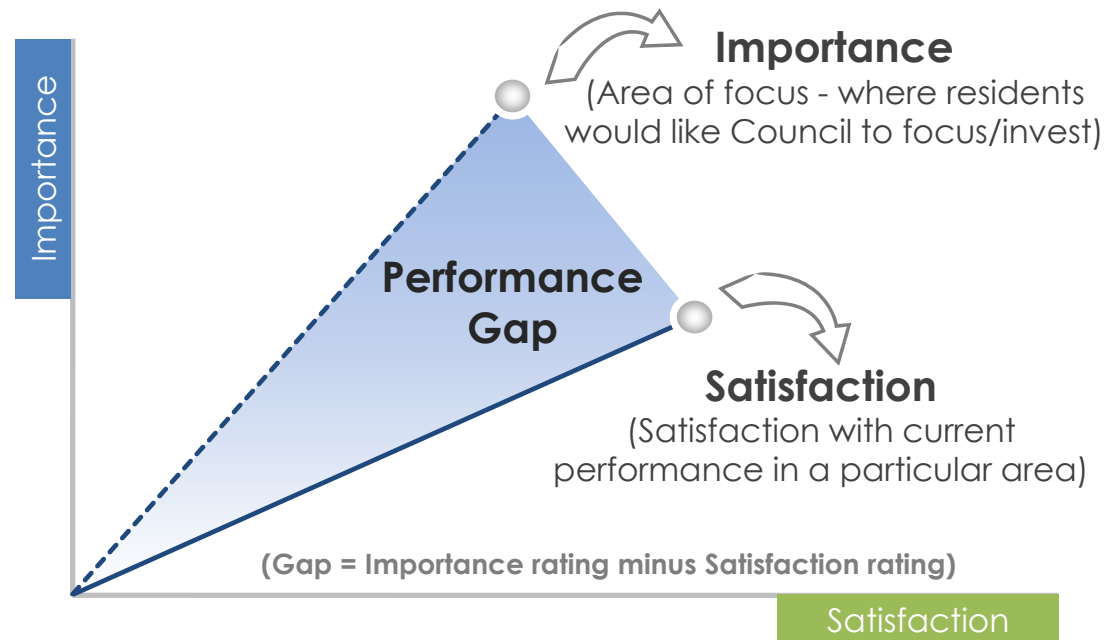 Importance
Importance
(Area of focus - where residents
would like Council to focus/invest)
Performance
Gap
Satisfaction
(Satisfaction with current
performance in a particular area)
(Gap = Importance rating minus Satisfaction rating)
Satisfaction